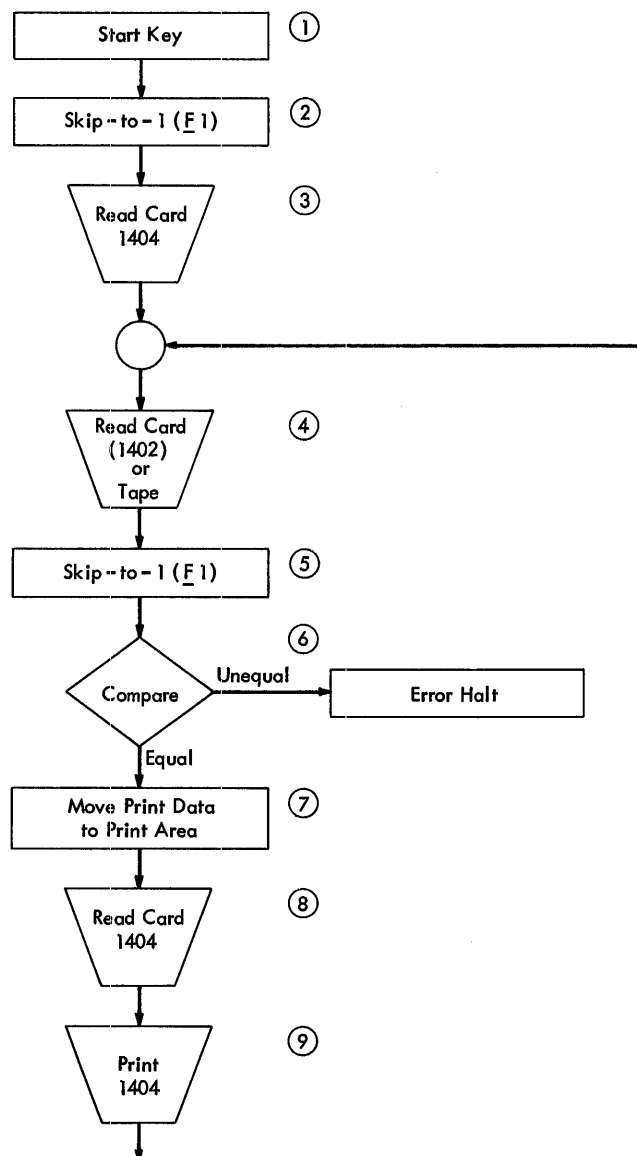 Start Key
①
Skip-to-1 (F 1)
②
Read Card
1404
③
Read Card
(1402)
or
Tape
④
Skip-to-1 (F 1)
⑤
⑥
Compare
Unequal
Error Halt
Equal
Move Print Data
to Print Area
⑦
Read Card
1404
⑧
Print
1404
⑨